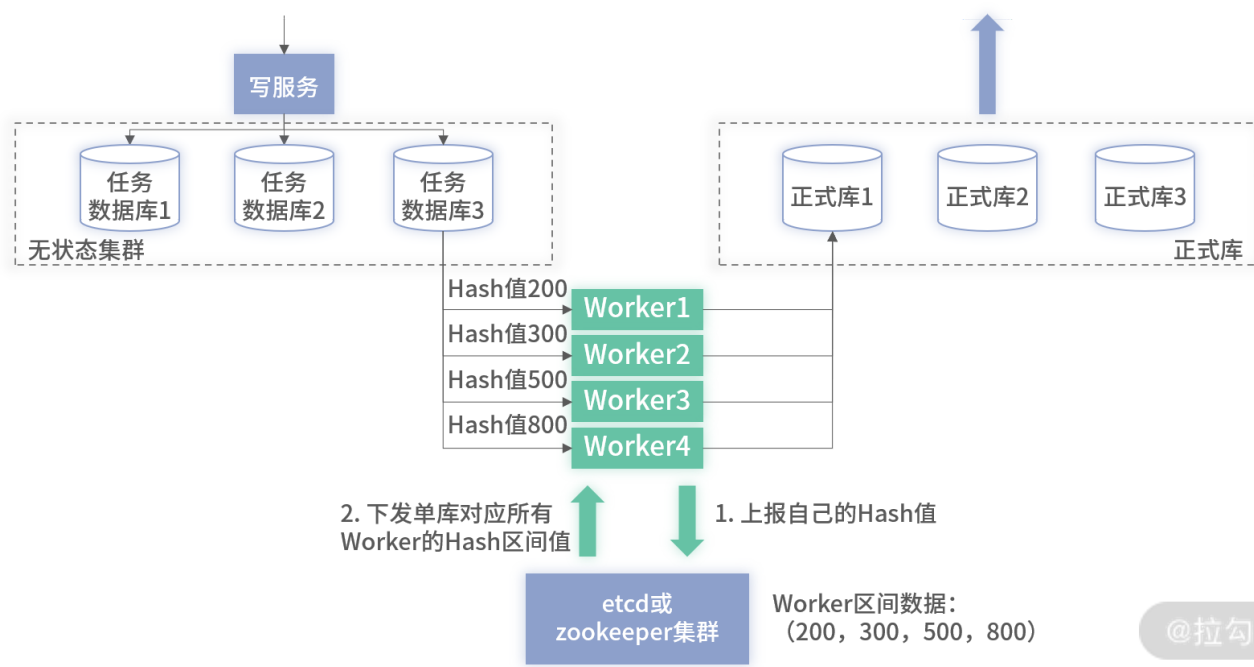 写服务
任务
数据库1
任务
数据库2
任务
数据库3
无状态集群
正式库1
正式库2
正式库3
正式库
Hash值200
Worker1
Hash值300
Worker2
Hash值500
Worker3
Hash值800
Worker4
2. 下发单库对应所有
Worker的Hash区间值
1. 上报自己的Hash值
etcd或
zookeeper集群
Worker区间数据：
（200，300，500，800）
@拉勾